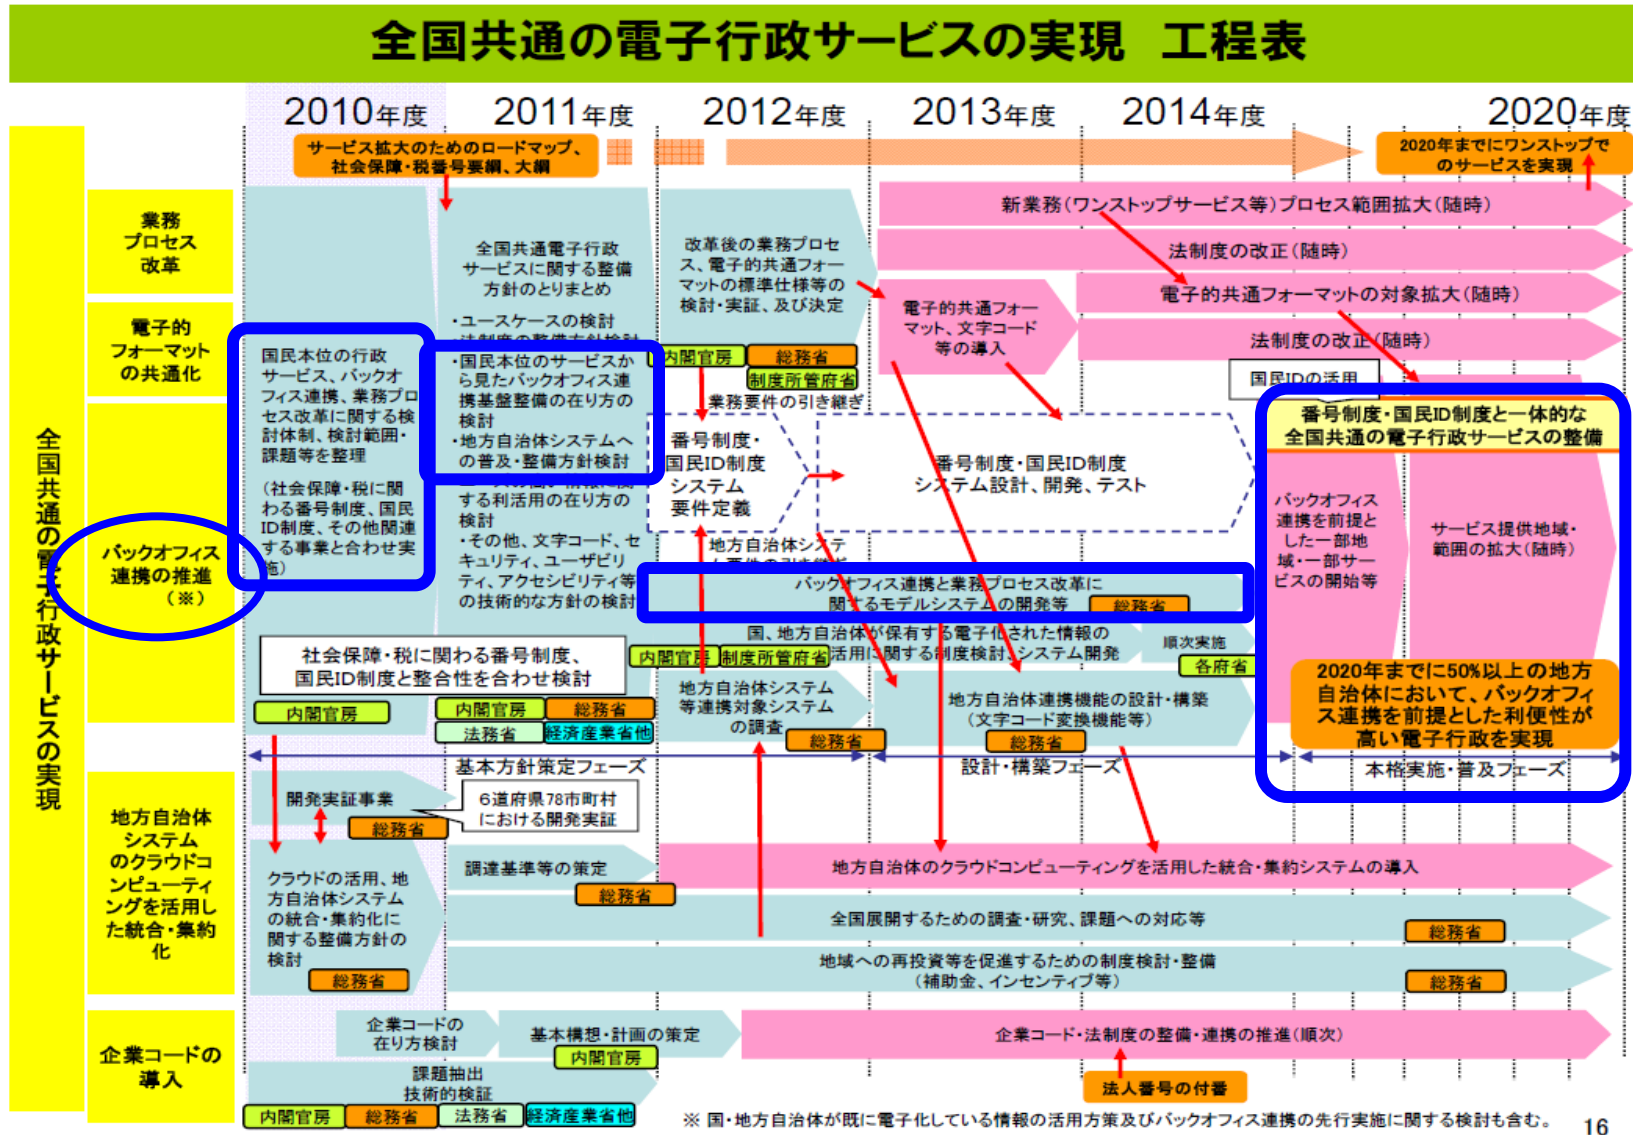 全国共通の電子行政サービスの実現 工程表
2010年度
2011年度
2012年度
2013年度
2014年度
2020年度
サービス拡大のためのロードマップ、
社会保障・税番号要綱、大綱
2020年までにワンストップで
のサービスを実現
全国共通の電子行政サービスの実現
業務
プロセス
改革
電子的
フォーマット
の共通化
バックオフィス
連携の推進
(※)
国民本位の行政
サービス、バックオ
フィス連携、業務プロ
セス改革に関する検
討体制、検討範囲・
課題等を整理
(社会保障・税に関
わる番号制度、国民
ID制度、その他関連
する事業と合わせ実
施)
全国共通電子行政
サービスに関する整備
方針のとりまとめ
・ユースケースの検討
・法制度の整備方針検討
・国民本位のサービスか
ら見たバックオフィス連
携基盤整備の在り方の
検討
・地方自治体システムへ
の普及・整備方針検討
する利活用の在り方の
検討
・その他、文字コード、セ
キュリティ、ユーザビリ
ティ、アクセシビリティ等
の技術的な方針の検討
社会保障・税に関わる番号制度、
国民ID制度と整合性を合わせ検討
内閣官房
内閣官房
総務省
法務省
経済産業省他
改革後の業務プロセ
ス、電子的共通フォー
マットの標準仕様等の
検討・実証、及び決定
内閣官房
総務省
制度所管府省
業務要件の引き継ぎ
番号制度・
国民ID制度
システム
要件定義
番号制度・国民ID制度
システム設計、開発、テスト
地方自治体システ
新業務(ワンストップサービス等)プロセス範囲拡大(随時)
法制度の改正(随時)
電子的共通フォー
マット、文字コード
等の導入
電子的共通フォーマットの対象拡大(随時)
法制度の改正(随時)
国民IDの活用
番号制度・国民ID制度と一体的な
全国共通の電子行政サービスの整備
バックオフィス
連携を前提と
した一部地
域・一部サー
ビスの開始等
サービス提供地域・
範囲の拡大(随時)
2020年までに50%以上の地方
自治体において、バックオフィ
ス連携を前提とした利便性が
高い電子行政を実現
バックオフィス連携と業務プロセス改革に
関するモデルシステムの開発等
総務省
国、地方自治体が保有する電子化された情報の
活用に関する制度検討、システム開発
内閣官房
制度所管府省
順次実施
各府省
地方自治体システム
等連携対象システム
の調査
総務省
地方自治体連携機能の設計・構築
(文字コード変換機能等)
総務省
基本方針策定フェーズ
設計・構築フェーズ
本格実施・普及フェーズ
地方自治体
システム
のクラウドコ
ンピューティ
ングを活用し
た統合・集約
化
開発実証事業
総務省
6道府県78市町村
における開発実証
クラウドの活用、地
方自治体システム
の統合・集約化に
関する整備方針の
検討
総務省
調達基準等の策定
総務省
地方自治体のクラウドコンピューティングを活用した統合・集約システムの導入
全国展開するための調査・研究、課題への対応等
総務省
地域への再投資等を促進するための制度検討・整備
(補助金、インセンティブ等)
総務省
企業コードの
導入
企業コードの
在り方検討
基本構想・計画の策定
内閣官房
企業コード・法制度の整備・連携の推進(順次)
課題抽出
技術的検証
内閣官房
総務省
法務省
経済産業省他
法人番号の付番
※ 国・地方自治体が既に電子化している情報の活用方策及びバックオフィス連携の先行実施に関する検討も含む。
16